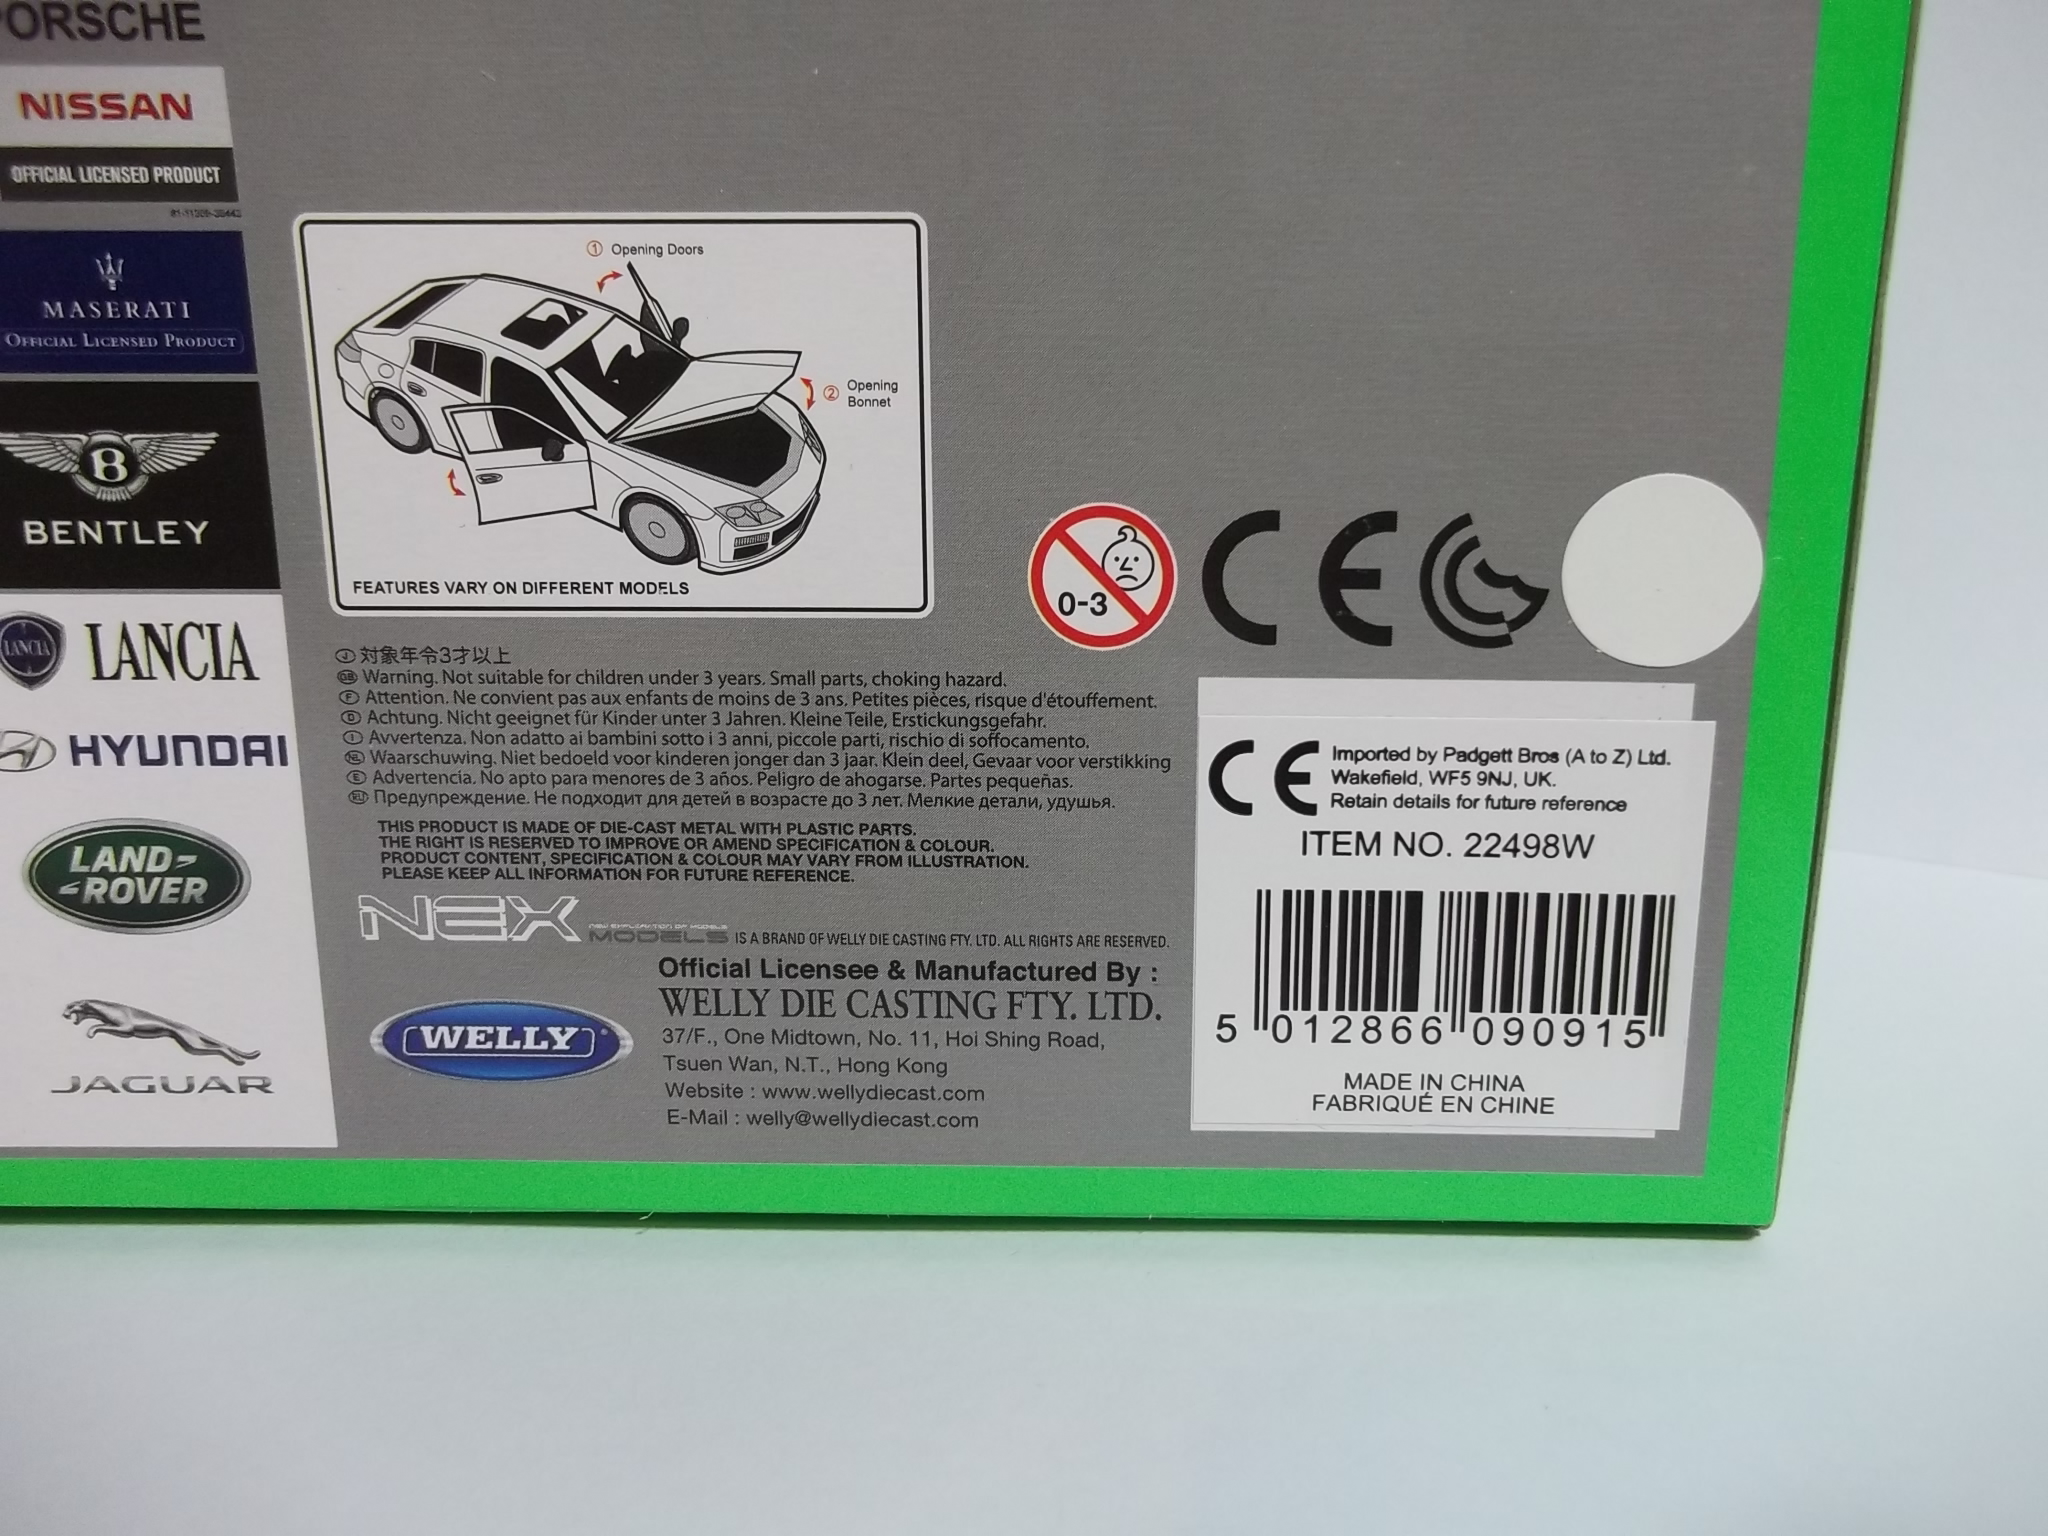 PORSCHE
NISSAN
OFFICIAL LICENSED PRODUCT
MASERATI
OFFICIAL LICENSED PRODUCT
B
BENTLEY
LANCIA
LANCIA
HYUNDAI
LAND-
-ROVER
JAGUAR
1 Opening Doors
2 Opening
Bonnet
FEATURES VARY ON DIFFERENT MODELS
0-3
CE
J 対象年令3才以上
GB Warning. Not suitable for children under 3 years. Small parts, choking hazard.
F Attention. Ne convient pas aux enfants de moins de 3 ans. Petites pièces, risque d'étouffement.
D Achtung. Nicht geeignet für Kinder unter 3 Jahren. Kleine Teile, Erstickungsgefahr.
I Avvertenza. Non adatto ai bambini sotto i 3 anni, piccole parti, rischio di soffocamento.
NL Waarschuwing. Niet bedoeld voor kinderen jonger dan 3 jaar. Klein deel, Gevaar voor verstikking
E Advertencia. No apto para menores de 3 años. Peligro de ahogarse. Partes pequeñas.
RU Предупреждение. Не подходит для детей в возрасте до 3 лет. Мелкие детали, удушья.
THIS PRODUCT IS MADE OF DIE-CAST METAL WITH PLASTIC PARTS.
THE RIGHT IS RESERVED TO IMPROVE OR AMEND SPECIFICATION & COLOUR.
PRODUCT CONTENT, SPECIFICATION & COLOUR MAY VARY FROM ILLUSTRATION.
PLEASE KEEP ALL INFORMATION FOR FUTURE REFERENCE.
NEX NEW EXPLORATION OF MODELS
MODELS IS A BRAND OF WELLY DIE CASTING FTY. LTD. ALL RIGHTS ARE RESERVED.
WELLY
Official Licensee & Manufactured By :
WELLY DIE CASTING FTY. LTD.
37/F., One Midtown, No. 11, Hoi Shing Road,
Tsuen Wan, N.T., Hong Kong
Website : www.wellydiecast.com
E-Mail : welly@wellydiecast.com
CE Imported by Padgett Bros (A to Z) Ltd.
Wakefield, WF5 9NJ, UK.
Retain details for future reference
ITEM NO. 22498W
5 012866 090915
MADE IN CHINA
FABRIQUÉ EN CHINE